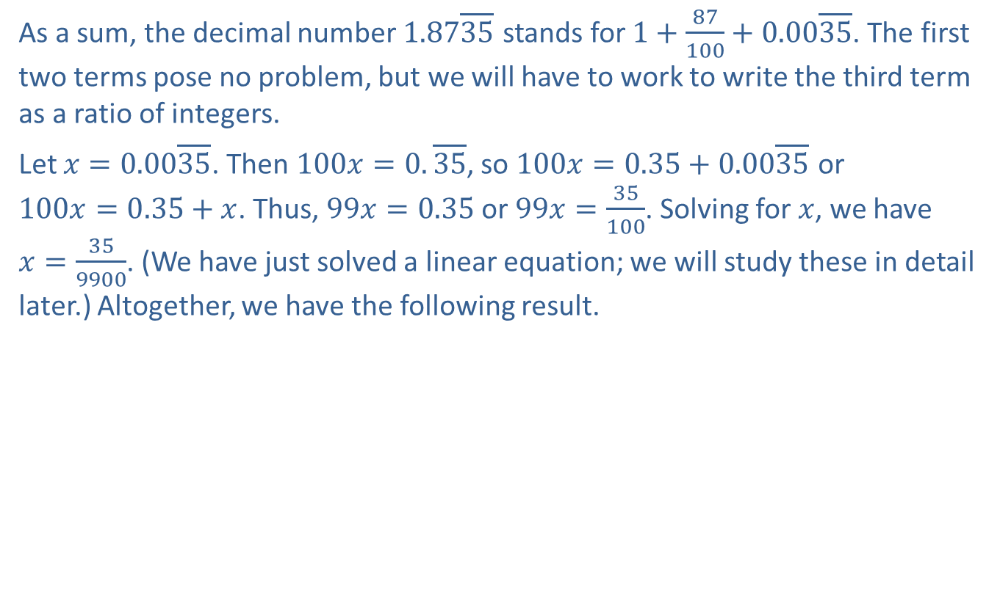 As a sum, the decimal number $1.87\overline{35}$ stands for $1 + \frac{87}{100} + 0.00\overline{35}$. The first
two terms pose no problem, but we will have to work to write the third term
as a ratio of integers.
Let $x = 0.00\overline{35}$. Then $100x = 0.\overline{35}$, so $100x = 0.35 + 0.00\overline{35}$ or
$100x = 0.35 + x$. Thus, $99x = 0.35$ or $99x = \frac{35}{100}$. Solving for $x$, we have
$x = \frac{35}{9900}$. (We have just solved a linear equation; we will study these in detail
later.) Altogether, we have the following result.